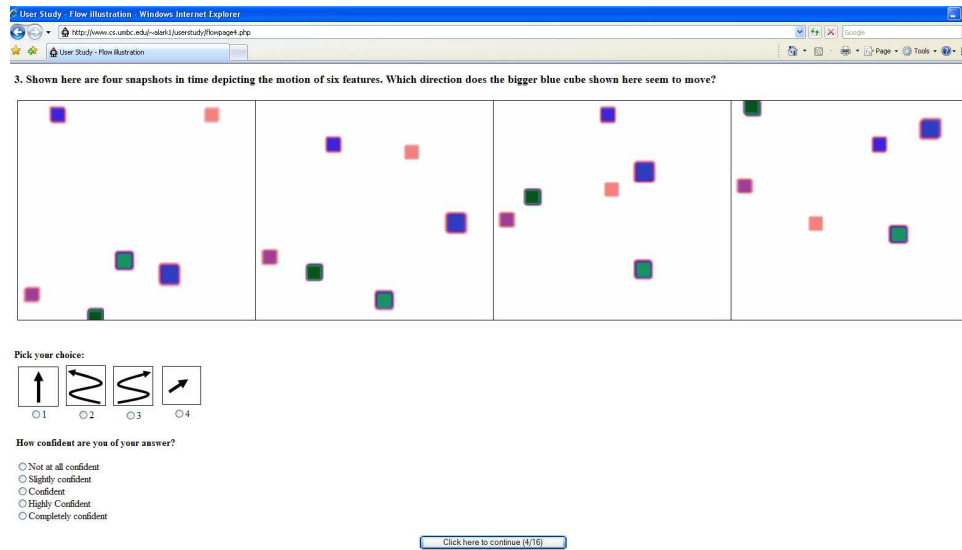 User Study - Flow illustration - Windows Internet Explorer
http://www.cs.umbc.edu/~alark1/userstudy/flowpage4.php
Google
User Study - Flow illustration
Page
Tools
3. Shown here are four snapshots in time depicting the motion of six features. Which direction does the bigger blue cube shown here seem to move?
Pick your choice:
1 2 3 4
How confident are you of your answer?
Not at all confident
Slightly confident
Confident
Highly Confident
Completely confident
Click here to continue (4/16)